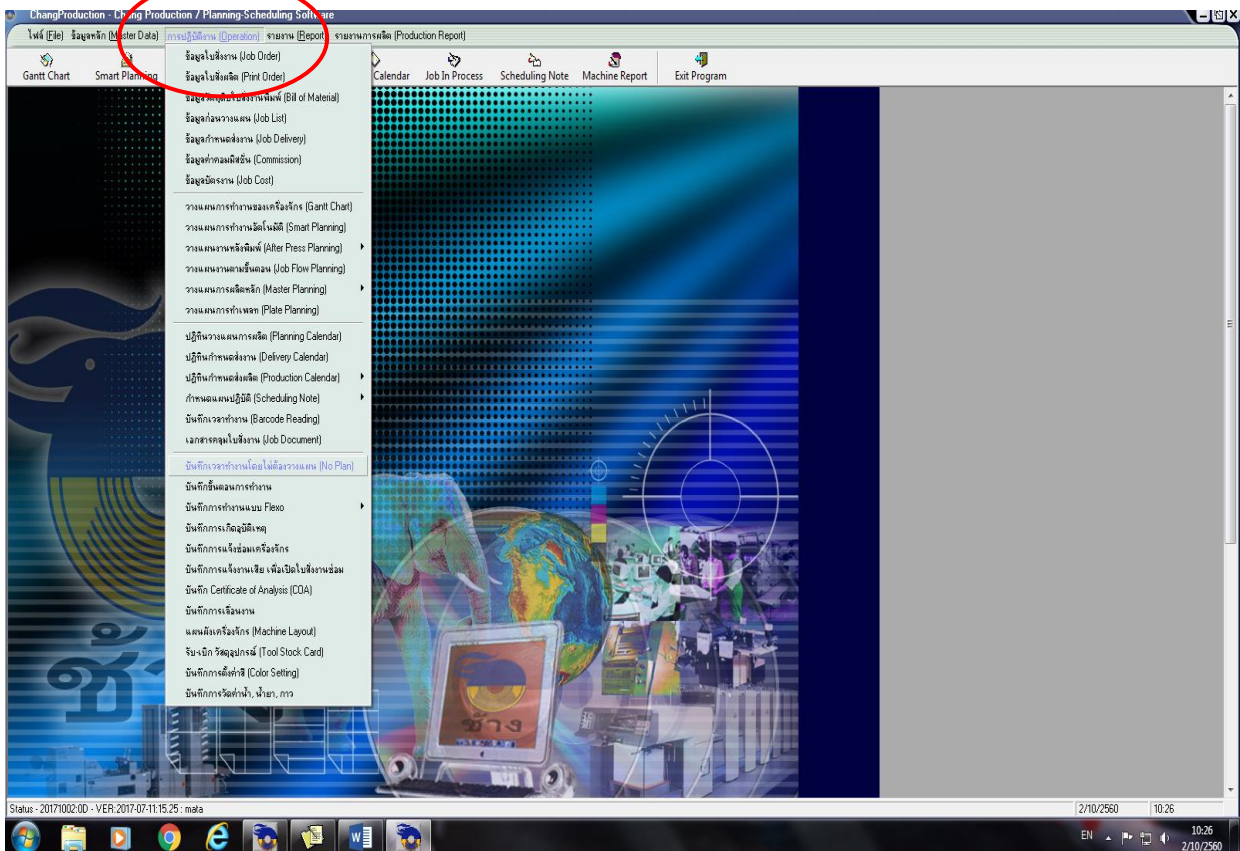 ChangProduction - Chang Production / Planning-Scheduling Software
ไฟล์ (File) ข้อมูลหลัก (Master Data) การปฏิบัติงาน (Operation) รายงาน (Report) รายงานการผลิต (Production Report)
Gantt Chart Smart Planning Calendar Job In Process Scheduling Note Machine Report Exit Program
ข้อมูลใบสั่งงาน (Job Order)
ข้อมูลใบสั่งผลิต (Print Order)
ข้อมูลวัตถุดิบใบสั่งงานพิมพ์ (Bill of Material)
ข้อมูลก่อนวางแผน (Job List)
ข้อมูลกำหนดส่งงาน (Job Delivery)
ข้อมูลค่าคอมมิสชั่น (Commission)
ข้อมูลบัตรงาน (Job Cost)
วางแผนการทำงานของเครื่องจักร (Gantt Chart)
วางแผนการทำงานอัตโนมัติ (Smart Planning)
วางแผนงานหลังพิมพ์ (After Press Planning)
วางแผนงานตามขั้นตอน (Job Flow Planning)
วางแผนการผลิตหลัก (Master Planning)
วางแผนการทำเพลท (Plate Planning)
ปฏิทินวางแผนการผลิต (Planning Calendar)
ปฏิทินกำหนดส่งงาน (Delivery Calendar)
ปฏิทินกำหนดส่งผลิต (Production Calendar)
กำหนดแผนปฏิบัติ (Scheduling Note)
บันทึกเวลาทำงาน (Barcode Reading)
เอกสารคลุมใบสั่งงาน (Job Document)
บันทึกเวลาทำงานโดยไม่ต้องวางแผน (No Plan)
บันทึกขั้นตอนการทำงาน
บันทึกการทำงานแบบ Flexo
บันทึกการเกิดอุบัติเหตุ
บันทึกการแจ้งซ่อมเครื่องจักร
บันทึกการแจ้งงานเสีย เพื่อเปิดใบสั่งงานซ่อม
บันทึก Certificate of Analysis (COA)
บันทึกการเลื่อนงาน
แผนผังเครื่องจักร (Machine Layout)
รับ-เบิก วัสดุอุปกรณ์ (Tool Stock Card)
บันทึกการตั้งค่าสี (Color Setting)
บันทึกการวัดค่าน้ำ, น้ำยา, กาว
ช้าง
Status - 20171002:0D - VER:2017-07-11:15.25 : mata 2/10/2560 10:26
EN 10:26
2/10/2560